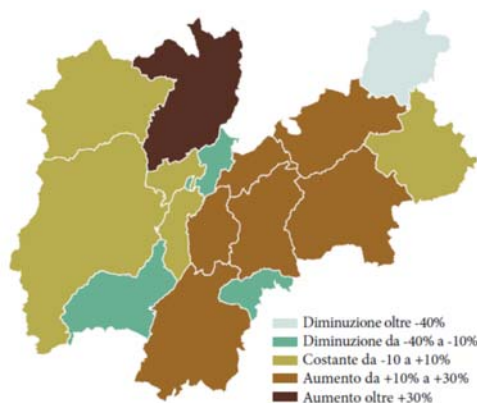 Diminuzione oltre -40%
Diminuzione da -40% a -10%
Costante da -10 a +10%
Aumento da +10% a +30%
Aumento oltre +30%